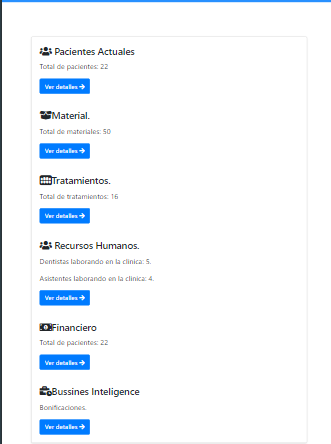 Pacientes Actuales
Total de pacientes: 22
Ver detalles
Material.
Total de materiales: 50
Ver detalles
Tratamientos.
Total de tratamientos: 16
Ver detalles
Recursos Humanos.
Dentistas laborando en la clínica: 5.
Asistentes laborando en la clínica: 4.
Ver detalles
Financiero
Total de pacientes: 22
Ver detalles
Bussines Inteligence
Bonificaciones.
Ver detalles